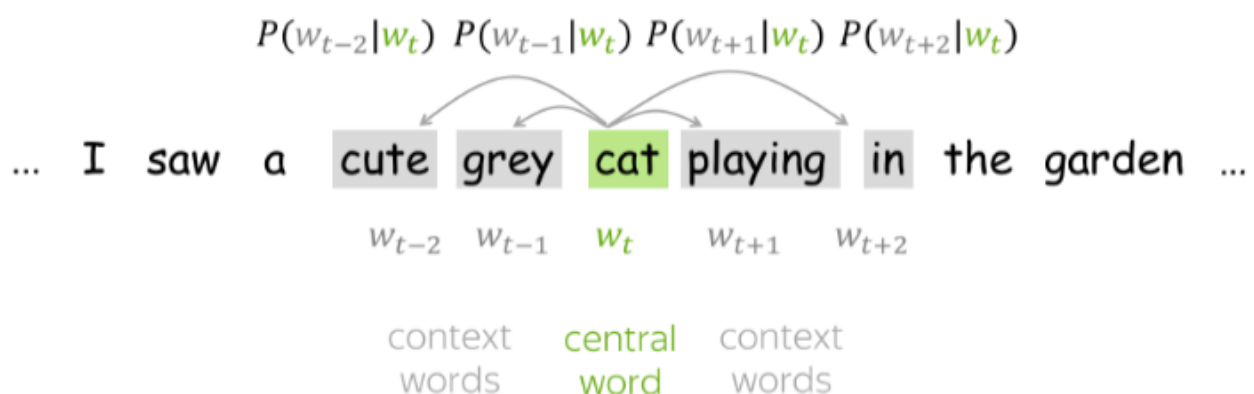 P(w_{t−2}|w_t) P(w_{t−1}|w_t) P(w_{t+1}|w_t) P(w_{t+2}|w_t)
... I saw a cute grey cat playing in the garden ...
w_{t−2} w_{t−1} w_t w_{t+1} w_{t+2}
context central context
words word words